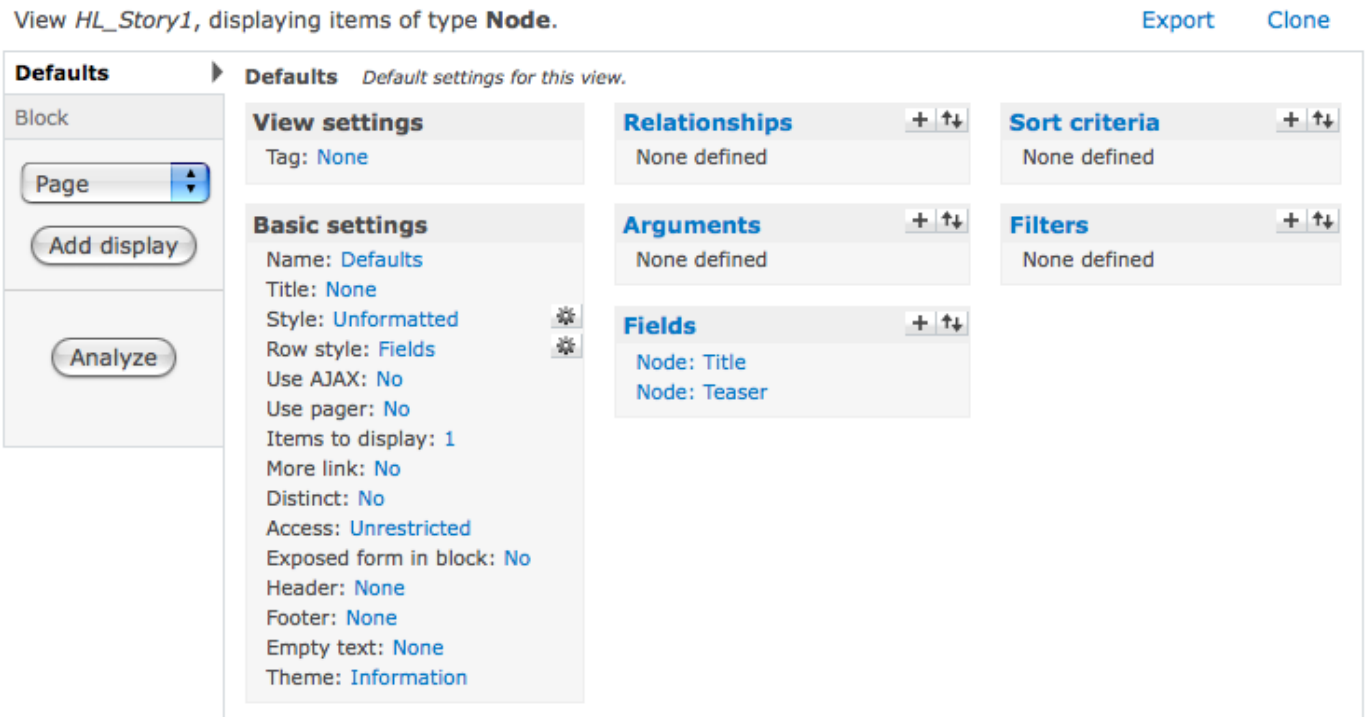 View HL_Story1, displaying items of type Node.
Export
Clone
Defaults
Block
Page
Add display
Analyze
Defaults Default settings for this view.
View settings
Tag: None
Basic settings
Name: Defaults
Title: None
Style: Unformatted
Row style: Fields
Use AJAX: No
Use pager: No
Items to display: 1
More link: No
Distinct: No
Access: Unrestricted
Exposed form in block: No
Header: None
Footer: None
Empty text: None
Theme: Information
Relationships
None defined
Arguments
None defined
Fields
Node: Title
Node: Teaser
Sort criteria
None defined
Filters
None defined